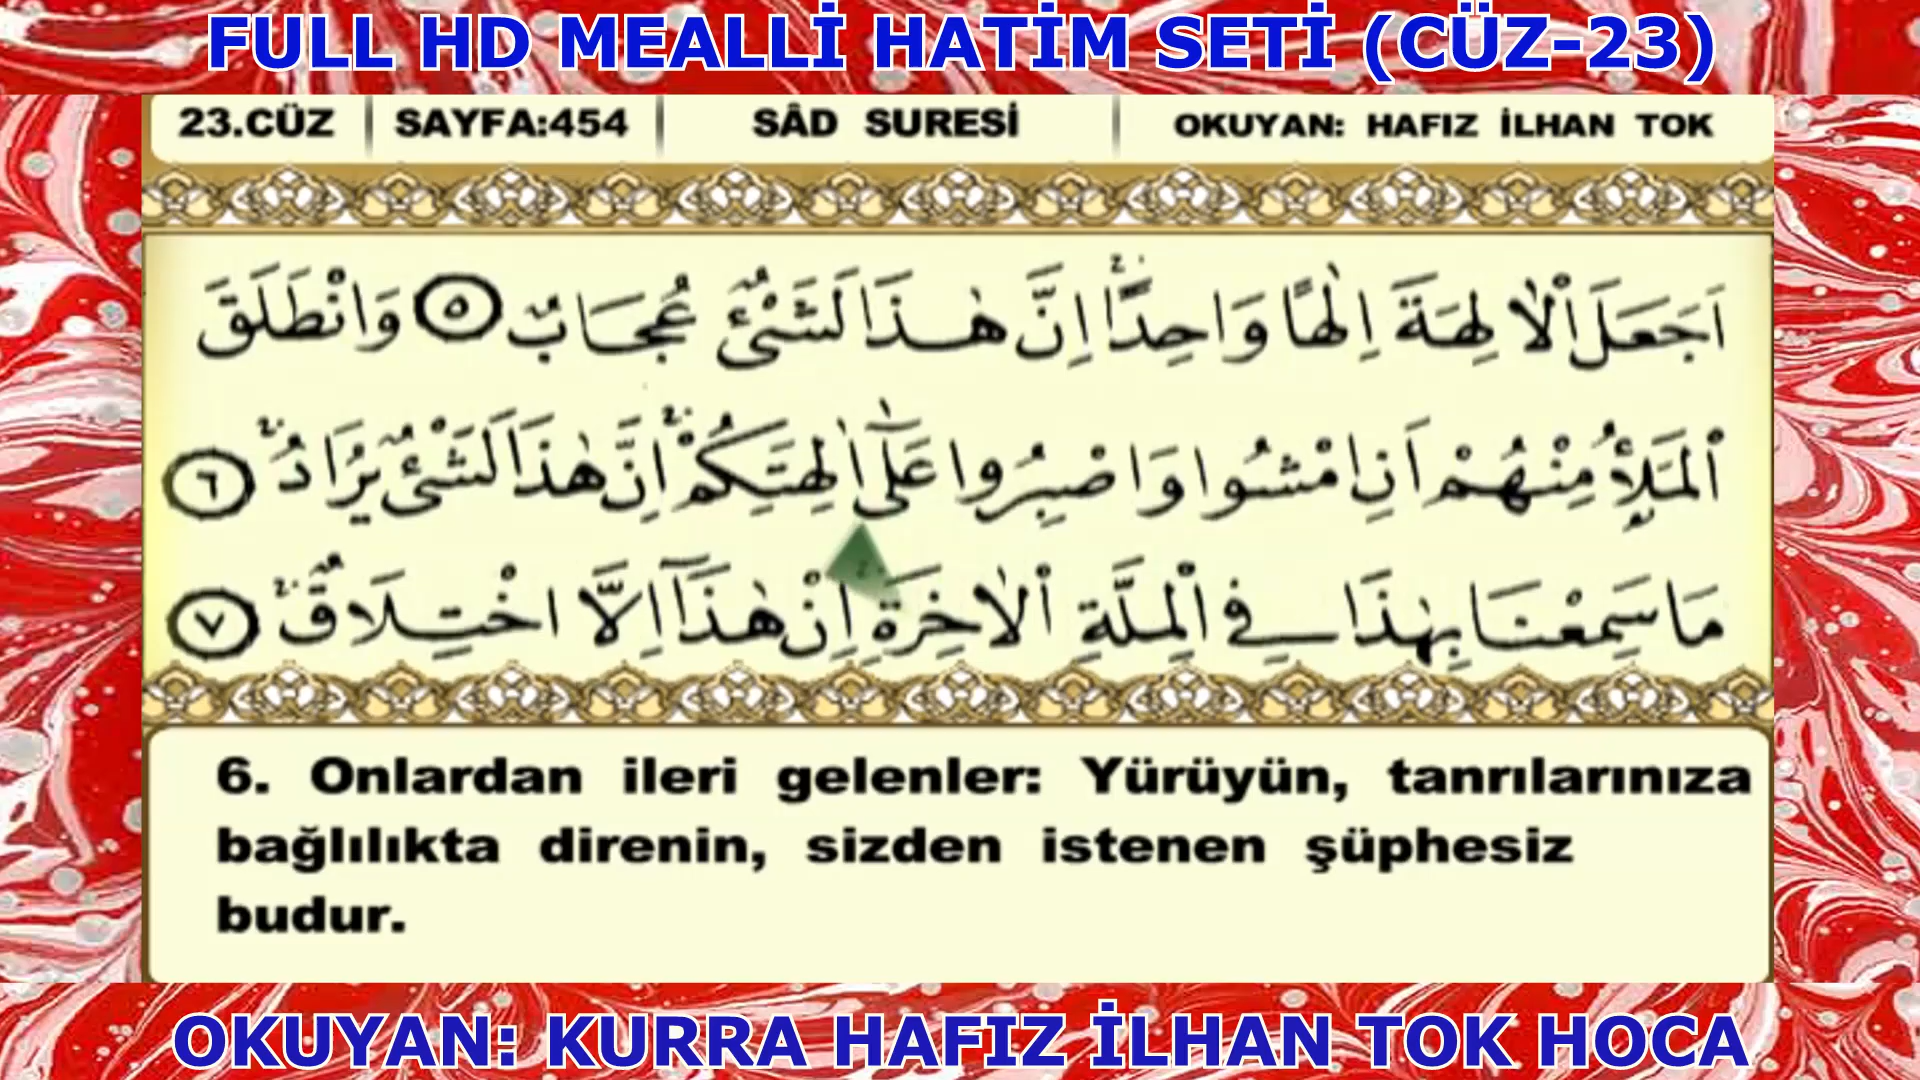 FULL HD MEALLİ HATİM SETİ (CÜZ-23)
23.CÜZ SAYFA:454 SÂD SURESİ OKUYAN: HAFIZ İLHAN TOK
اَجَعَلَ الْاٰلِهَةَ اِلٰهًا وَاحِدًاۚ اِنَّ هٰذَا لَشَىْءٌ عُجَابٌ ٥ وَانْطَلَقَ
الْمَلَاُ مِنْهُمْ اَنِ امْشُوا وَاصْبِرُوا عَلٰٓى اٰلِهَتِكُمْۚ اِنَّ هٰذَا لَشَىْءٌ يُرَادُۚ ٦
مَا سَمِعْنَا بِهٰذَا فِى الْمِلَّةِ الْاٰخِرَةِۚ اِنْ هٰذَٓا اِلَّا اخْتِلَاقٌۚ ٧
6. Onlardan ileri gelenler: Yürüyün, tanrılarınıza
bağlılıkta direnin, sizden istenen şüphesiz
budur.
OKUYAN: KURRA HAFIZ İLHAN TOK HOCA